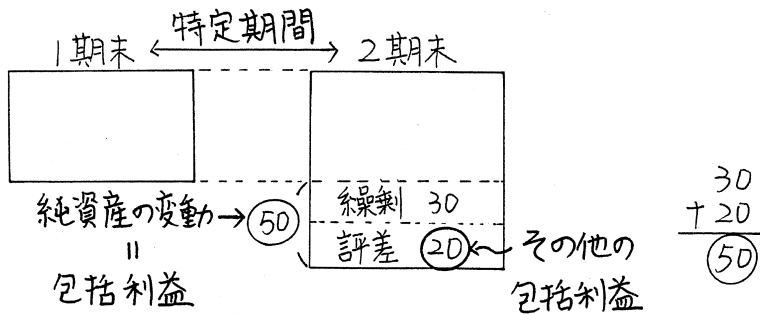 特定期間
1期末 ←→ 2期末
繰剰 30
純資産の変動→50
評差 20←その他の
包括利益
||
包括利益
30
+20
50